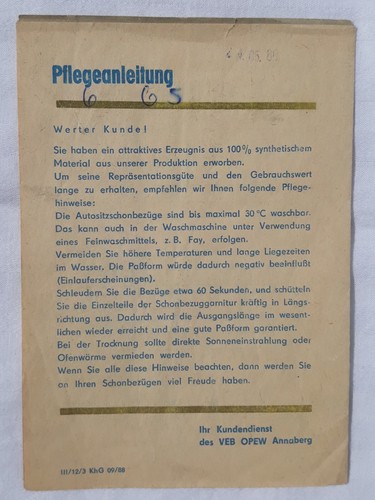 Pflegeanleitung
6 6 5
Werter Kunde!
Sie haben ein attraktives Erzeugnis aus 100% synthetischem
Material aus unserer Produktion erworben.
Um seine Repräsentationsgüte und den Gebrauchswert
lange zu erhalten, empfehlen wir Ihnen folgende Pflege-
hinweise:
Die Autositzschonbezüge sind bis maximal 30 °C waschbar.
Das kann auch in der Waschmaschine unter Verwendung
eines Feinwaschmittels, z. B. Fay, erfolgen.
Vermeiden Sie höhere Temperaturen und lange Liegezeiten
im Wasser. Die Paßform würde dadurch negativ beeinflußt
(Einlauferscheinungen).
Schleudern Sie die Bezüge etwa 60 Sekunden, und schütteln
Sie die Einzelteile der Schonbezuggarnitur kräftig in Längs-
richtung aus. Dadurch wird die Ausgangslänge im wesent-
lichen wieder erreicht und eine gute Paßform garantiert.
Bei der Trocknung sollte direkte Sonneneinstrahlung oder
Ofenwärme vermieden werden.
Wenn Sie alle diese Hinweise beachten, dann werden Sie
an Ihren Schonbezügen viel Freude haben.
Ihr Kundendienst
des VEB OPEW Annaberg
III/12/3 KhG 09/88